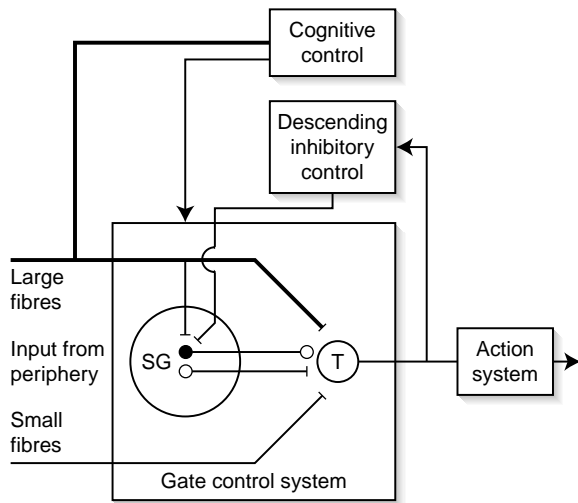 Cognitive
control
Descending
inhibitory
control
Large
fibres
Input from
periphery
SG
T
Action
system
Small
fibres
Gate control system